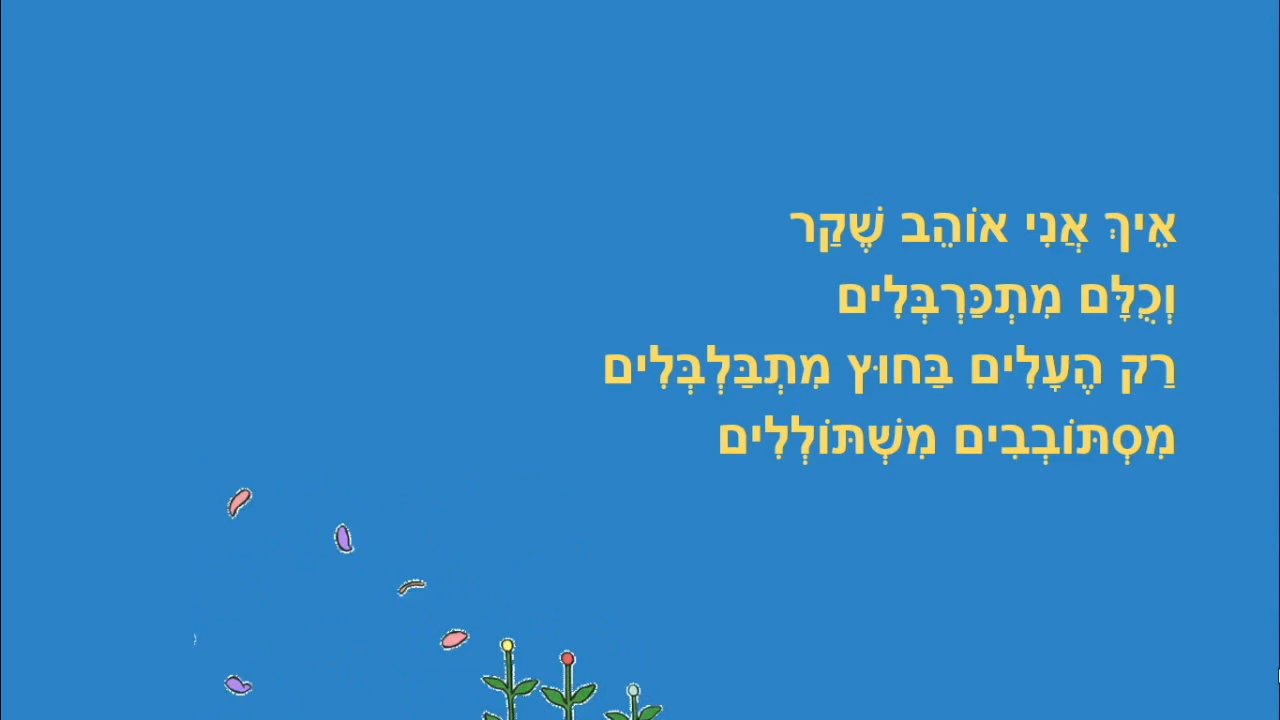 אֵיךְ אֲנִי אוֹהֵב שֶׁקַר
וְכֻלָּם מִתְכַּרְבְּלִים
רַק הֶעָלִים בַּחוּץ מִתְבַּלְבְּלִים
מִסְתּוֹבְבִים מִשְׁתּוֹלְלִים